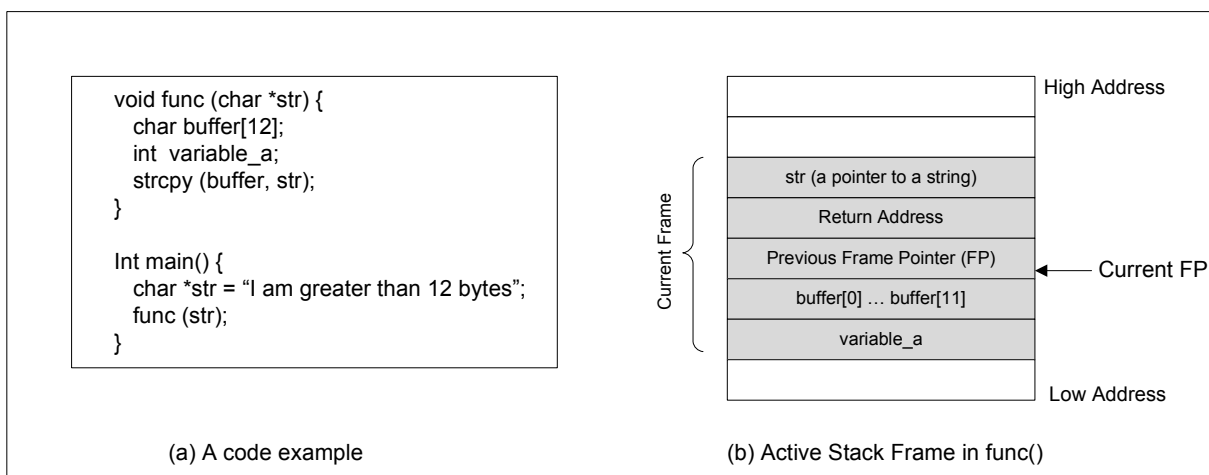 void func (char *str) {
char buffer[12];
int variable_a;
strcpy (buffer, str);
}
Int main() {
char *str = “I am greater than 12 bytes”;
func (str);
}
(a) A code example
High Address
Current Frame
str (a pointer to a string)
Return Address
Previous Frame Pointer (FP)
Current FP
buffer[0] … buffer[11]
variable_a
Low Address
(b) Active Stack Frame in func()